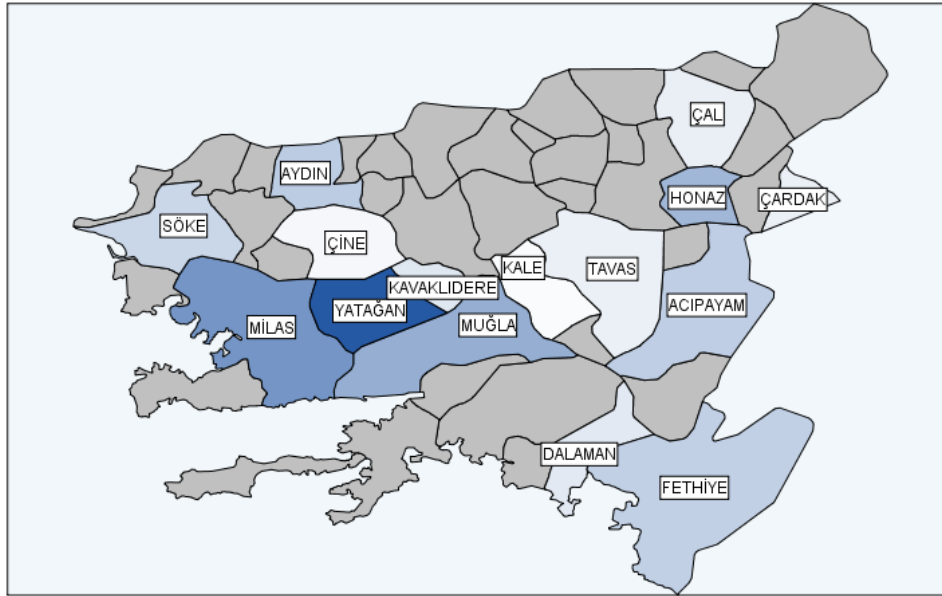 ÇAL
AYDIN
HONAZ
ÇARDAK
SÖKE
ÇİNE
KALE
TAVAS
KAVAKLIDERE
ACIPAYAM
YATAĞAN
MİLAS
MUĞLA
DALAMAN
FETHİYE